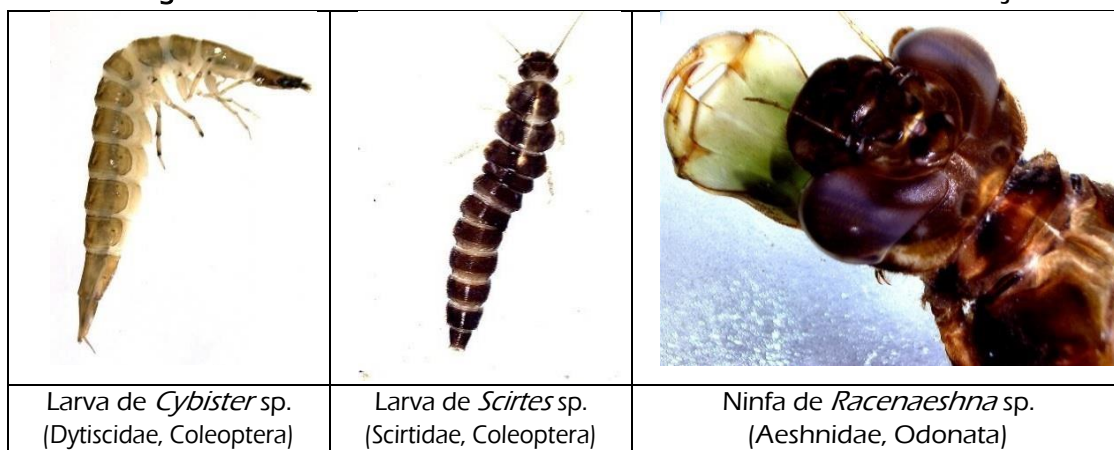 Larva de Cybister sp.
(Dytiscidae, Coleoptera)
Larva de Scirtes sp.
(Scirtidae, Coleoptera)
Ninfa de Racenaeshna sp.
(Aeshnidae, Odonata)